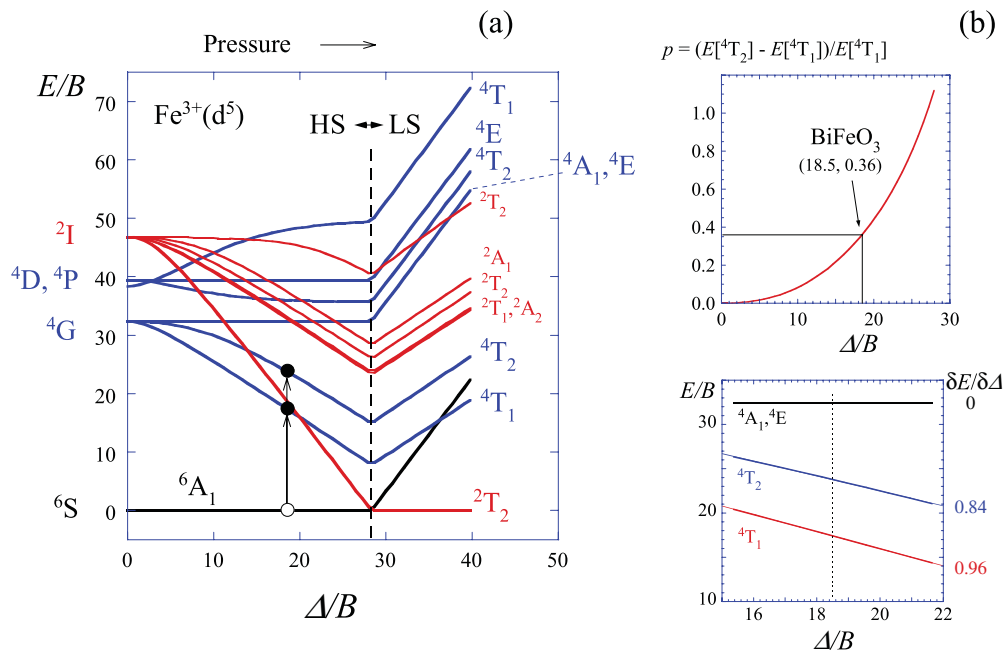 (a)
Pressure
E/B
Fe³⁺(d⁵)
HS LS
⁴T₁
⁴E
⁴T₂
⁴A₁,⁴E
²T₂
²A₁
²T₂
²T₁,²A₂
⁴T₂
⁴T₁
²T₂
²I
⁴D, ⁴P
⁴G
⁶S
⁶A₁
70
60
50
40
30
20
10
0
0 10 20 30 40 50
Δ/B
(b)
p = (E[⁴T₂] - E[⁴T₁])/E[⁴T₁]
1.0
0.8
0.6
0.4
0.2
0.0
BiFeO₃
(18.5, 0.36)
0 10 20 30
Δ/B
E/B
δE/δΔ
30
20
10
⁴A₁,⁴E
0
⁴T₂
0.84
⁴T₁
0.96
16 18 20 22
Δ/B